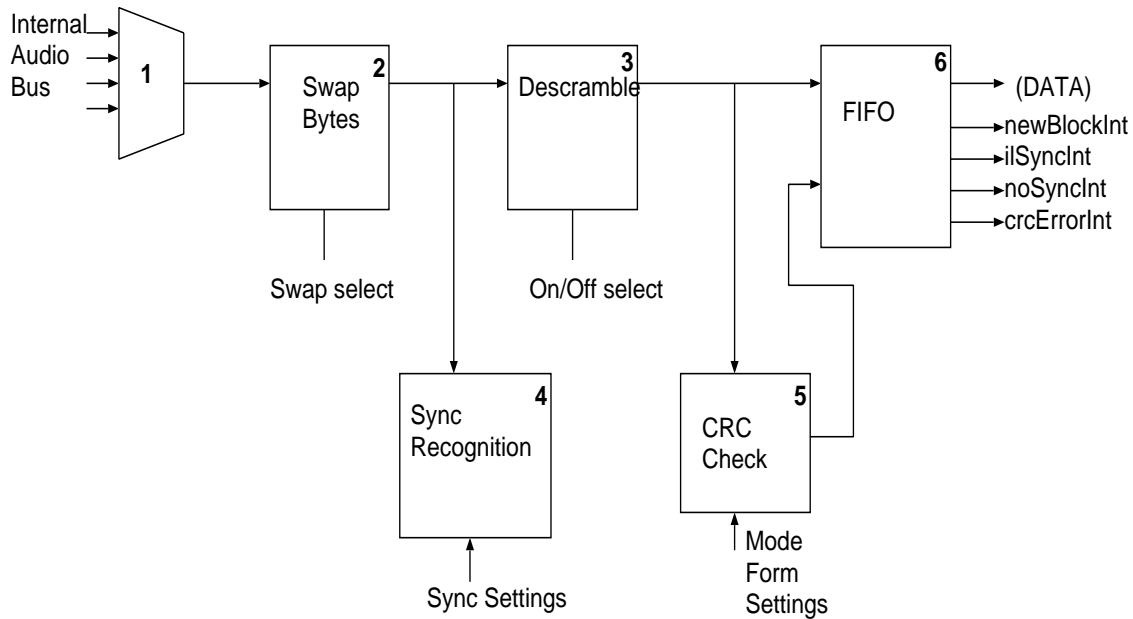 Internal
Audio
Bus
1
2
Swap
Bytes
3
Descramble
6
FIFO
(DATA)
newBlockInt
ilSyncInt
noSyncInt
crcErrorInt
Swap select
On/Off select
4
Sync
Recognition
5
CRC
Check
Sync Settings
Mode
Form
Settings